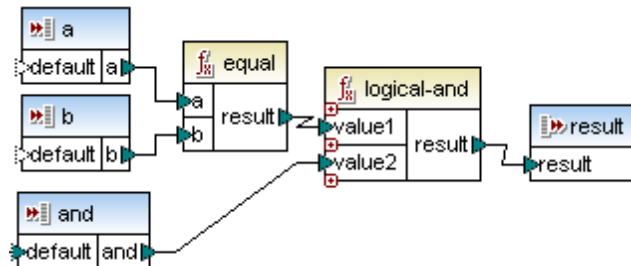 a
default a
b
default b
and
default and
equal
a
b
result
logical-and
value1
value2
result
result
result